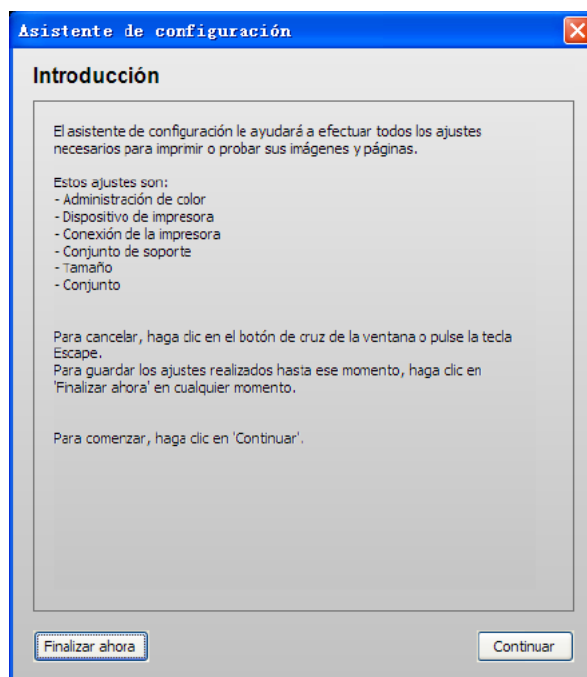 Asistente de configuración
Introducción
El asistente de configuración le ayudará a efectuar todos los ajustes
necesarios para imprimir o probar sus imágenes y páginas.
Estos ajustes son:
- Administración de color
- Dispositivo de impresora
- Conexión de la impresora
- Conjunto de soporte
- Tamaño
- Conjunto
Para cancelar, haga clic en el botón de cruz de la ventana o pulse la tecla
Escape.
Para guardar los ajustes realizados hasta ese momento, haga clic en
'Finalizar ahora' en cualquier momento.
Para comenzar, haga clic en 'Continuar'.
Finalizar ahora
Continuar